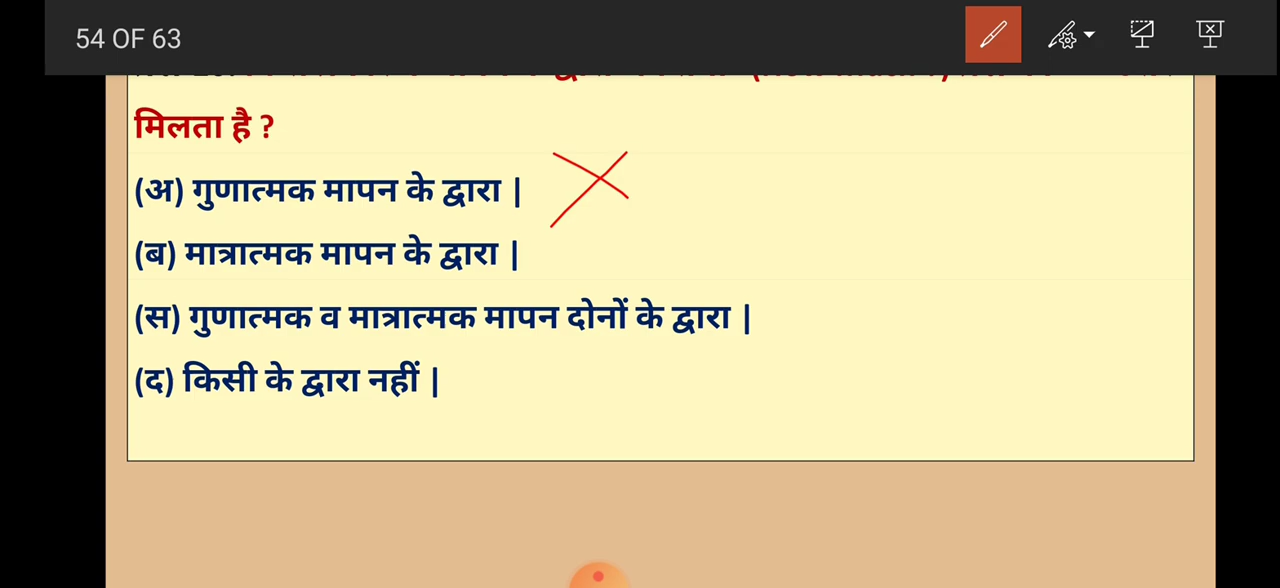 54 OF 63
मिलता है ?
(अ) गुणात्मक मापन के द्वारा |
(ब) मात्रात्मक मापन के द्वारा |
(स) गुणात्मक व मात्रात्मक मापन दोनों के द्वारा |
(द) किसी के द्वारा नहीं |